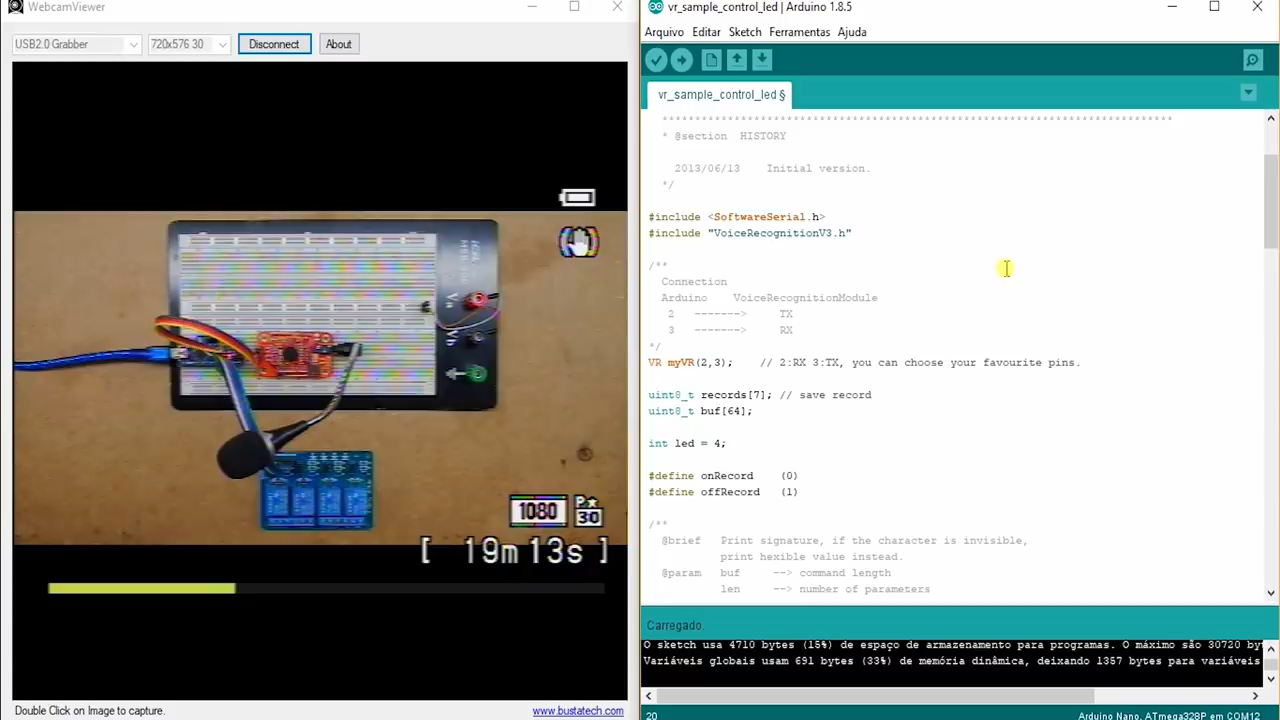 WebcamViewer
USB2.0 Grabber
720x576 30
Disconnect
About
1080
30
[ 19m 13s ]
Double Click on Image to capture.
www.bustatech.com
vr_sample_control_led | Arduino 1.8.5
Arquivo Editar Sketch Ferramentas Ajuda
vr_sample_control_led §
*******************************************************************************
* @section HISTORY
2013/06/13 Initial version.
*/
#include <SoftwareSerial.h>
#include "VoiceRecognitionV3.h"
/**
Connection
Arduino VoiceRecognitionModule
2 -------> TX
3 -------> RX
*/
VR myVR(2,3); // 2:RX 3:TX, you can choose your favourite pins.
uint8_t records[7]; // save record
uint8_t buf[64];
int led = 4;
#define onRecord (0)
#define offRecord (1)
/**
@brief Print signature, if the character is invisible,
print hexible value instead.
@param buf --> command length
len --> number of parameters
Carregado.
O sketch usa 4710 bytes (15%) de espaço de armazenamento para programas. O máximo são 30720 by
Variáveis globais usam 691 bytes (33%) de memória dinâmica, deixando 1357 bytes para variáveis
20
Arduino Nano, ATmega328P em COM12